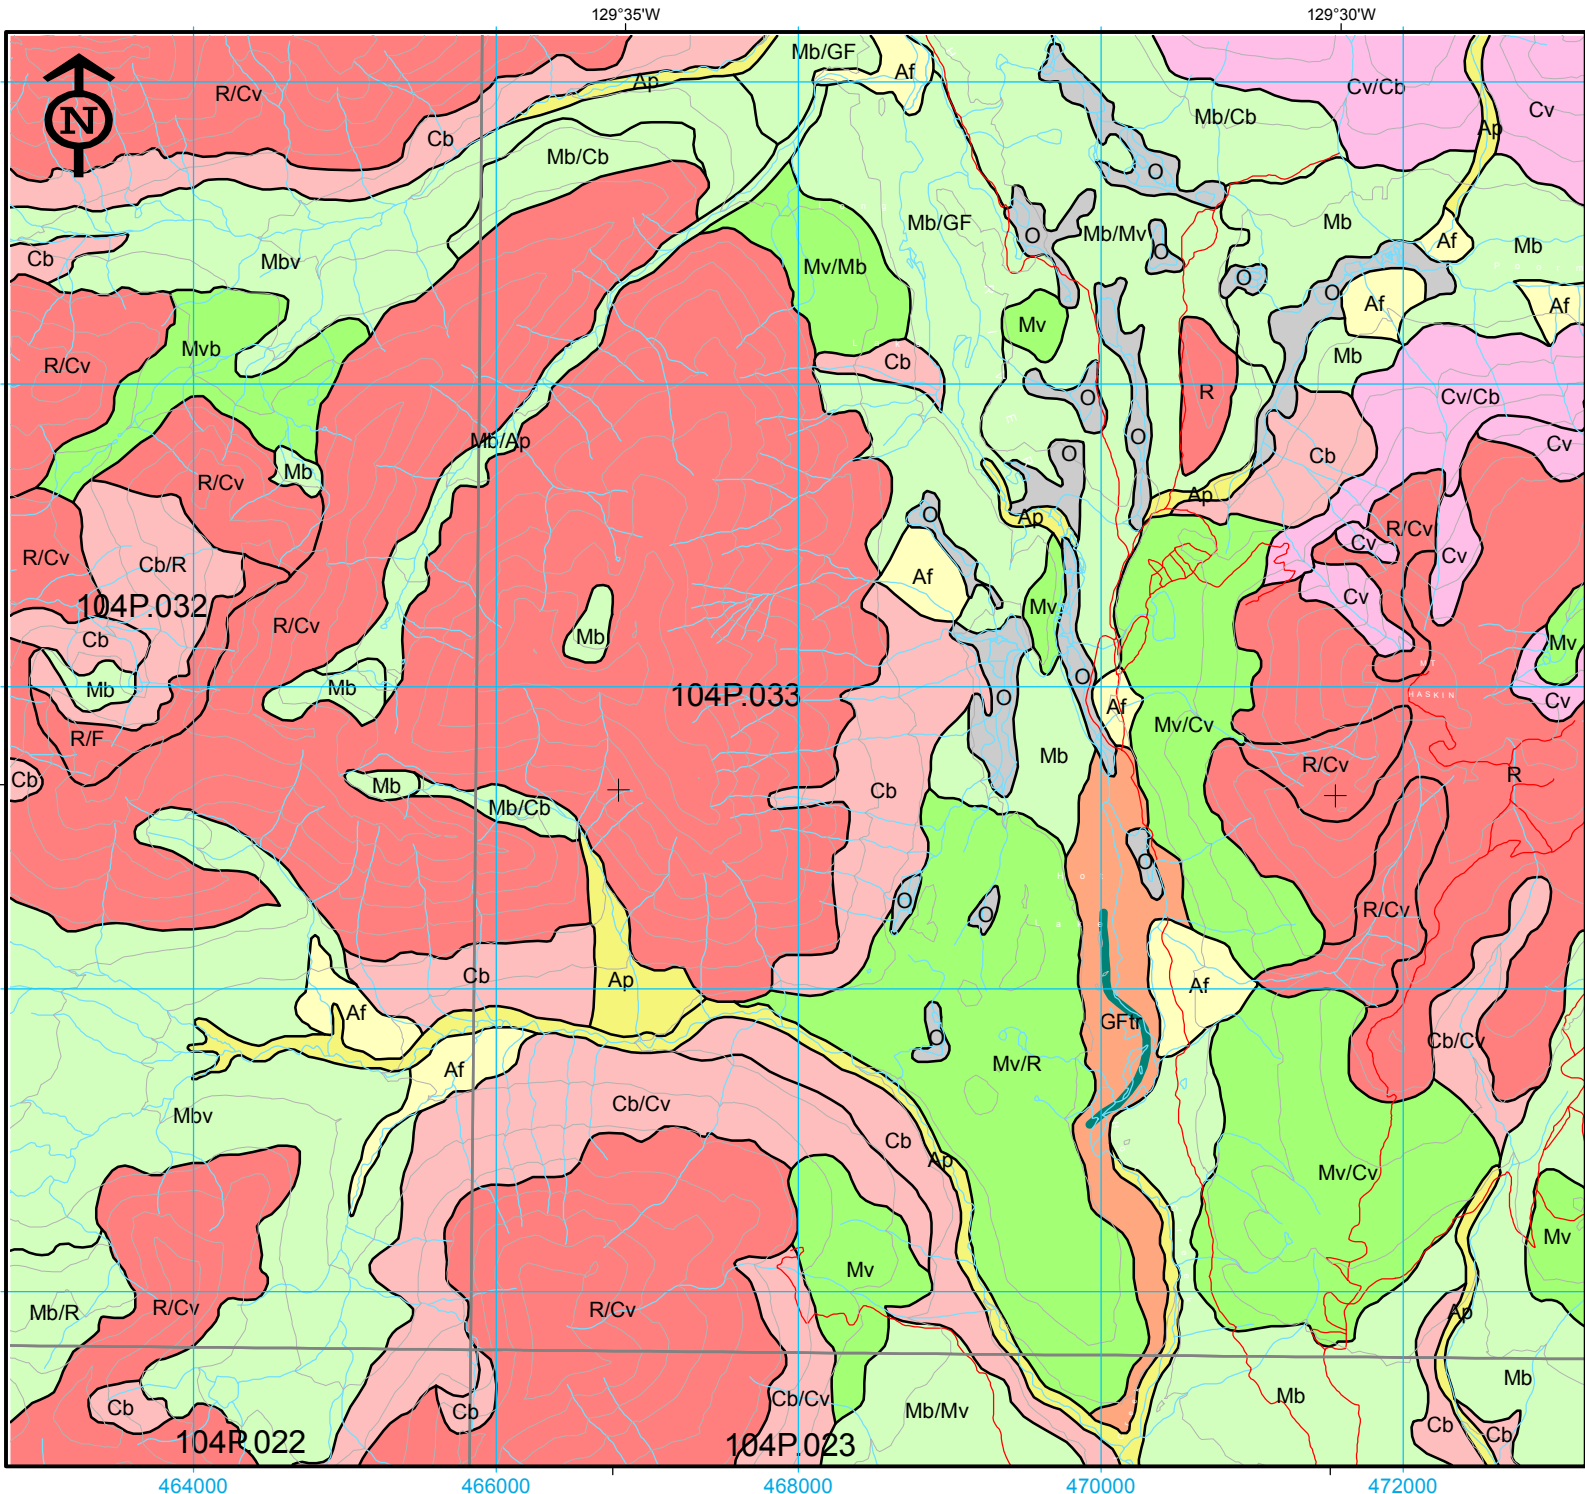 129°35'W 129°30'W
N
Mb/GF
Af
R/Cv
Ap
Cv/Cb
Cv
Mb/Cb
Ap
Cb
Mb/Cb
O
Mb/GF
Mb
Mb/Mv
O
Af
Mb
Cb
Mbv
O
Mv/Mb
O
O
Af
Af
Mv
Mvb
Mb
R/Cv
Cb
R
Cv/Cb
O
Mb/Ap
O
Cv
O
Cb
Mb
R/Cv
Ap
O
Ap
R/Cv
Cv
R/Cv
Cb/R
Cv
Af
Cv
104P.032
Mv
R/Cv
Cb
Mb
Mv
MT
HASKIN
O
Mb
Mb
104P.033
O
Af
Cv
Mv/Cv
R/F
Mb
R/Cv
R
Cb
Mb
Cb
Mb/Cb
O
Hot
O
O
R/Cv
Lake
Cb
Ap
Af
Af
GFtr
O
Cb/Cv
Af
Mv/R
Cb/Cv
Mbv
Cb
Ap
Mv/Cv
Mv
Mv
Mb/R
R/Cv
R/Cv
Ap
Mb
Cb
Cb
Cb/Cv
Mb/Mv
Mb
Cb
Cb
104P.022
104P.023
464000 466000 468000 470000 472000